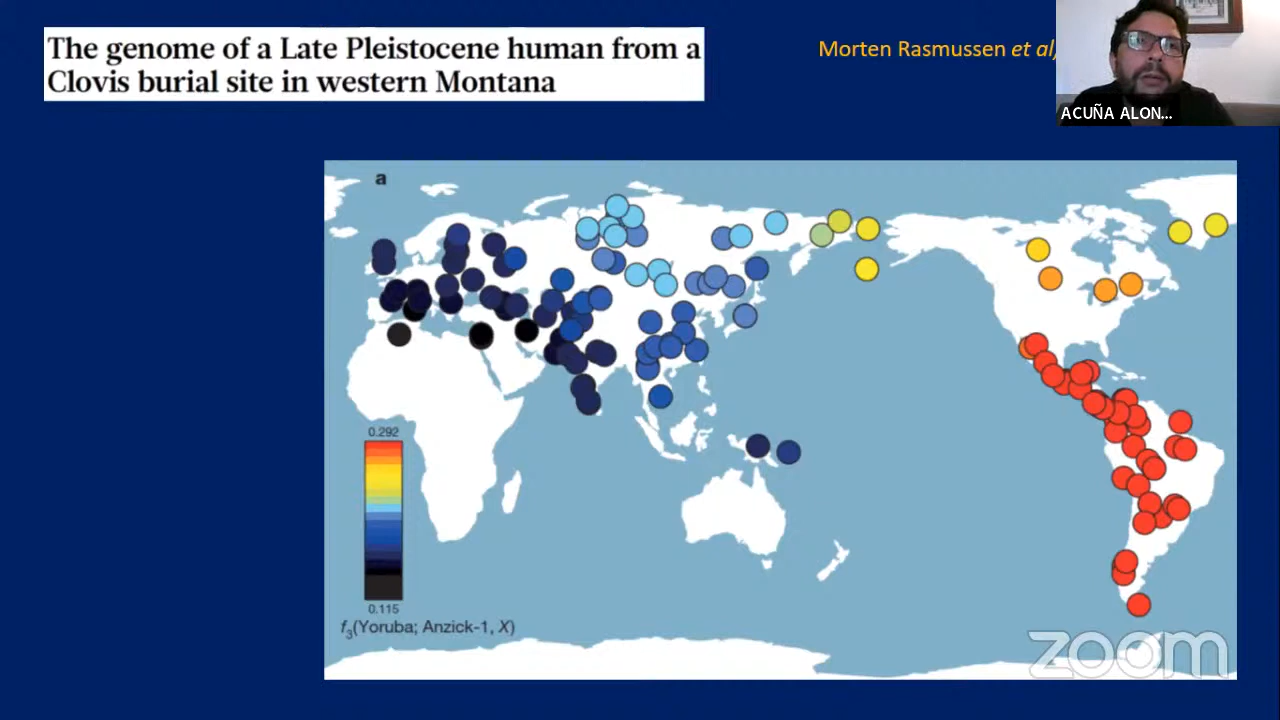 The genome of a Late Pleistocene human from a
Clovis burial site in western Montana
Morten Rasmussen et al,
ACUÑA ALON...
a
0.292
0.115
f3(Yoruba; Anzick-1, X)
zoom